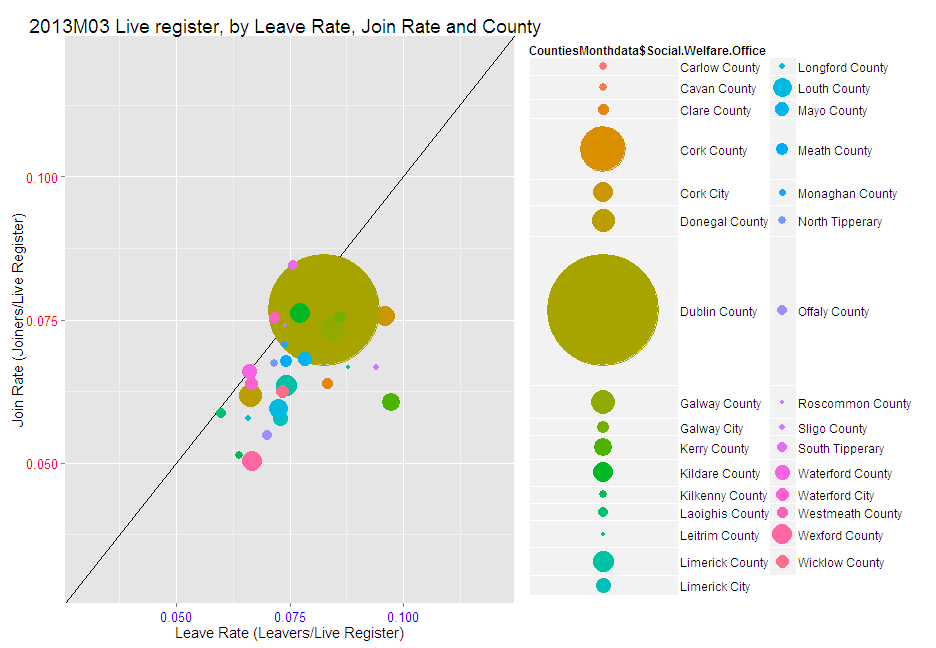 2013M03 Live register, by Leave Rate, Join Rate and County
Join Rate (Joiners/Live Register)
0.100
0.075
0.050
0.050 0.075 0.100
Leave Rate (Leavers/Live Register)
CountiesMonthdata$Social.Welfare.Office
Carlow County
Cavan County
Clare County
Cork County
Cork City
Donegal County
Dublin County
Galway County
Galway City
Kerry County
Kildare County
Kilkenny County
Laoighis County
Leitrim County
Limerick County
Limerick City
Longford County
Louth County
Mayo County
Meath County
Monaghan County
North Tipperary
Offaly County
Roscommon County
Sligo County
South Tipperary
Waterford County
Waterford City
Westmeath County
Wexford County
Wicklow County